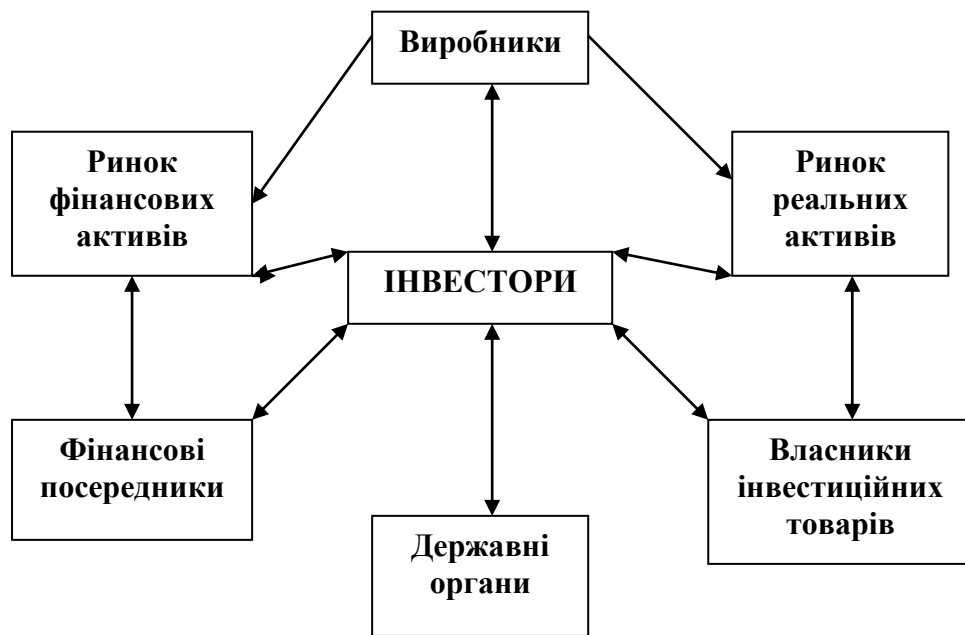 Виробники
Ринок
фінансових
активів
Ринок
реальних
активів
ІНВЕСТОРИ
Фінансові
посередники
Державні
органи
Власники
інвестиційних
товарів